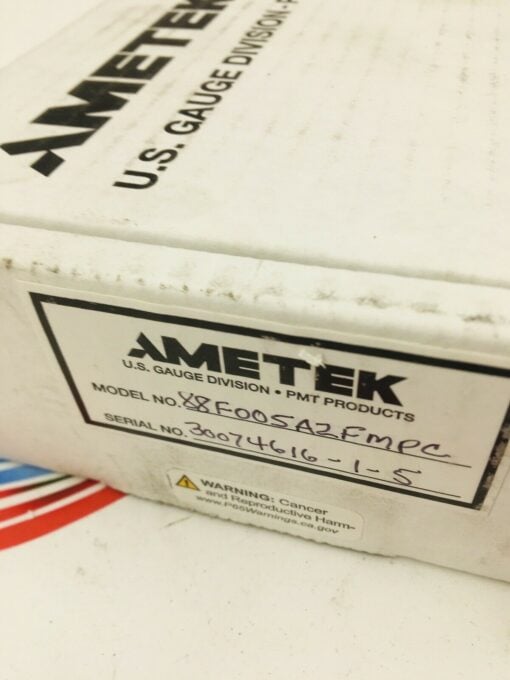 AMETEK
U.S. GAUGE DIVISION - P
AMETEK
U.S. GAUGE DIVISION • PMT PRODUCTS
MODEL NO. 88F005A2FMPC
SERIAL NO. 30074616-1-5
WARNING: Cancer
and Reproductive Harm-
www.P65Warnings.ca.gov